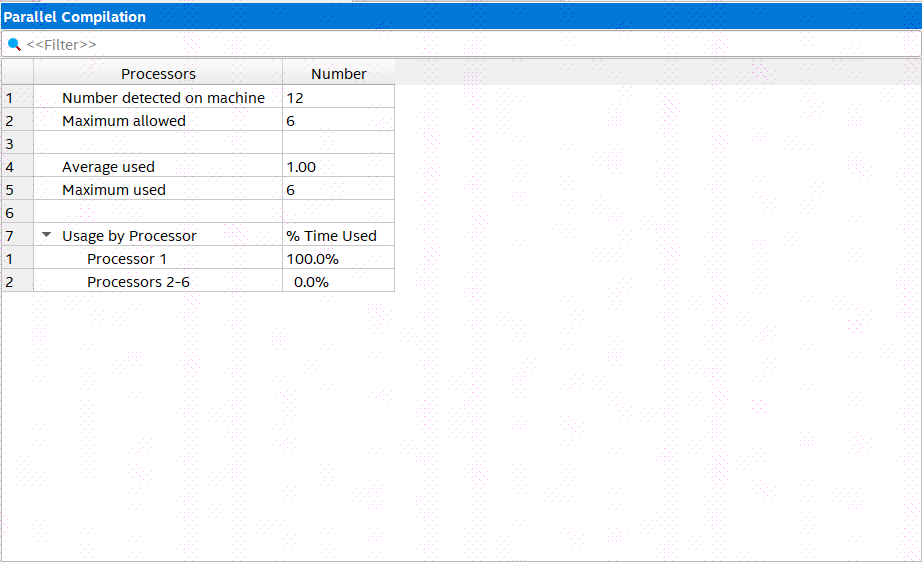 Parallel Compilation
<<Filter>>
Processors Number
1 Number detected on machine 12
2 Maximum allowed 6
3
4 Average used 1.00
5 Maximum used 6
6
7 Usage by Processor % Time Used
1 Processor 1 100.0%
2 Processors 2-6 0.0%